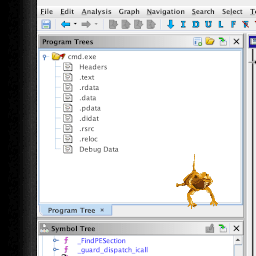 File Edit Analysis Graph Navigation Search Select
I D U L F
Program Trees
cmd.exe
Headers
.text
.rdata
.data
.pdata
.didat
.rsrc
.reloc
Debug Data
Program Tree ×
Symbol Tree
f _FindPESection
f _guard_dispatch_icall